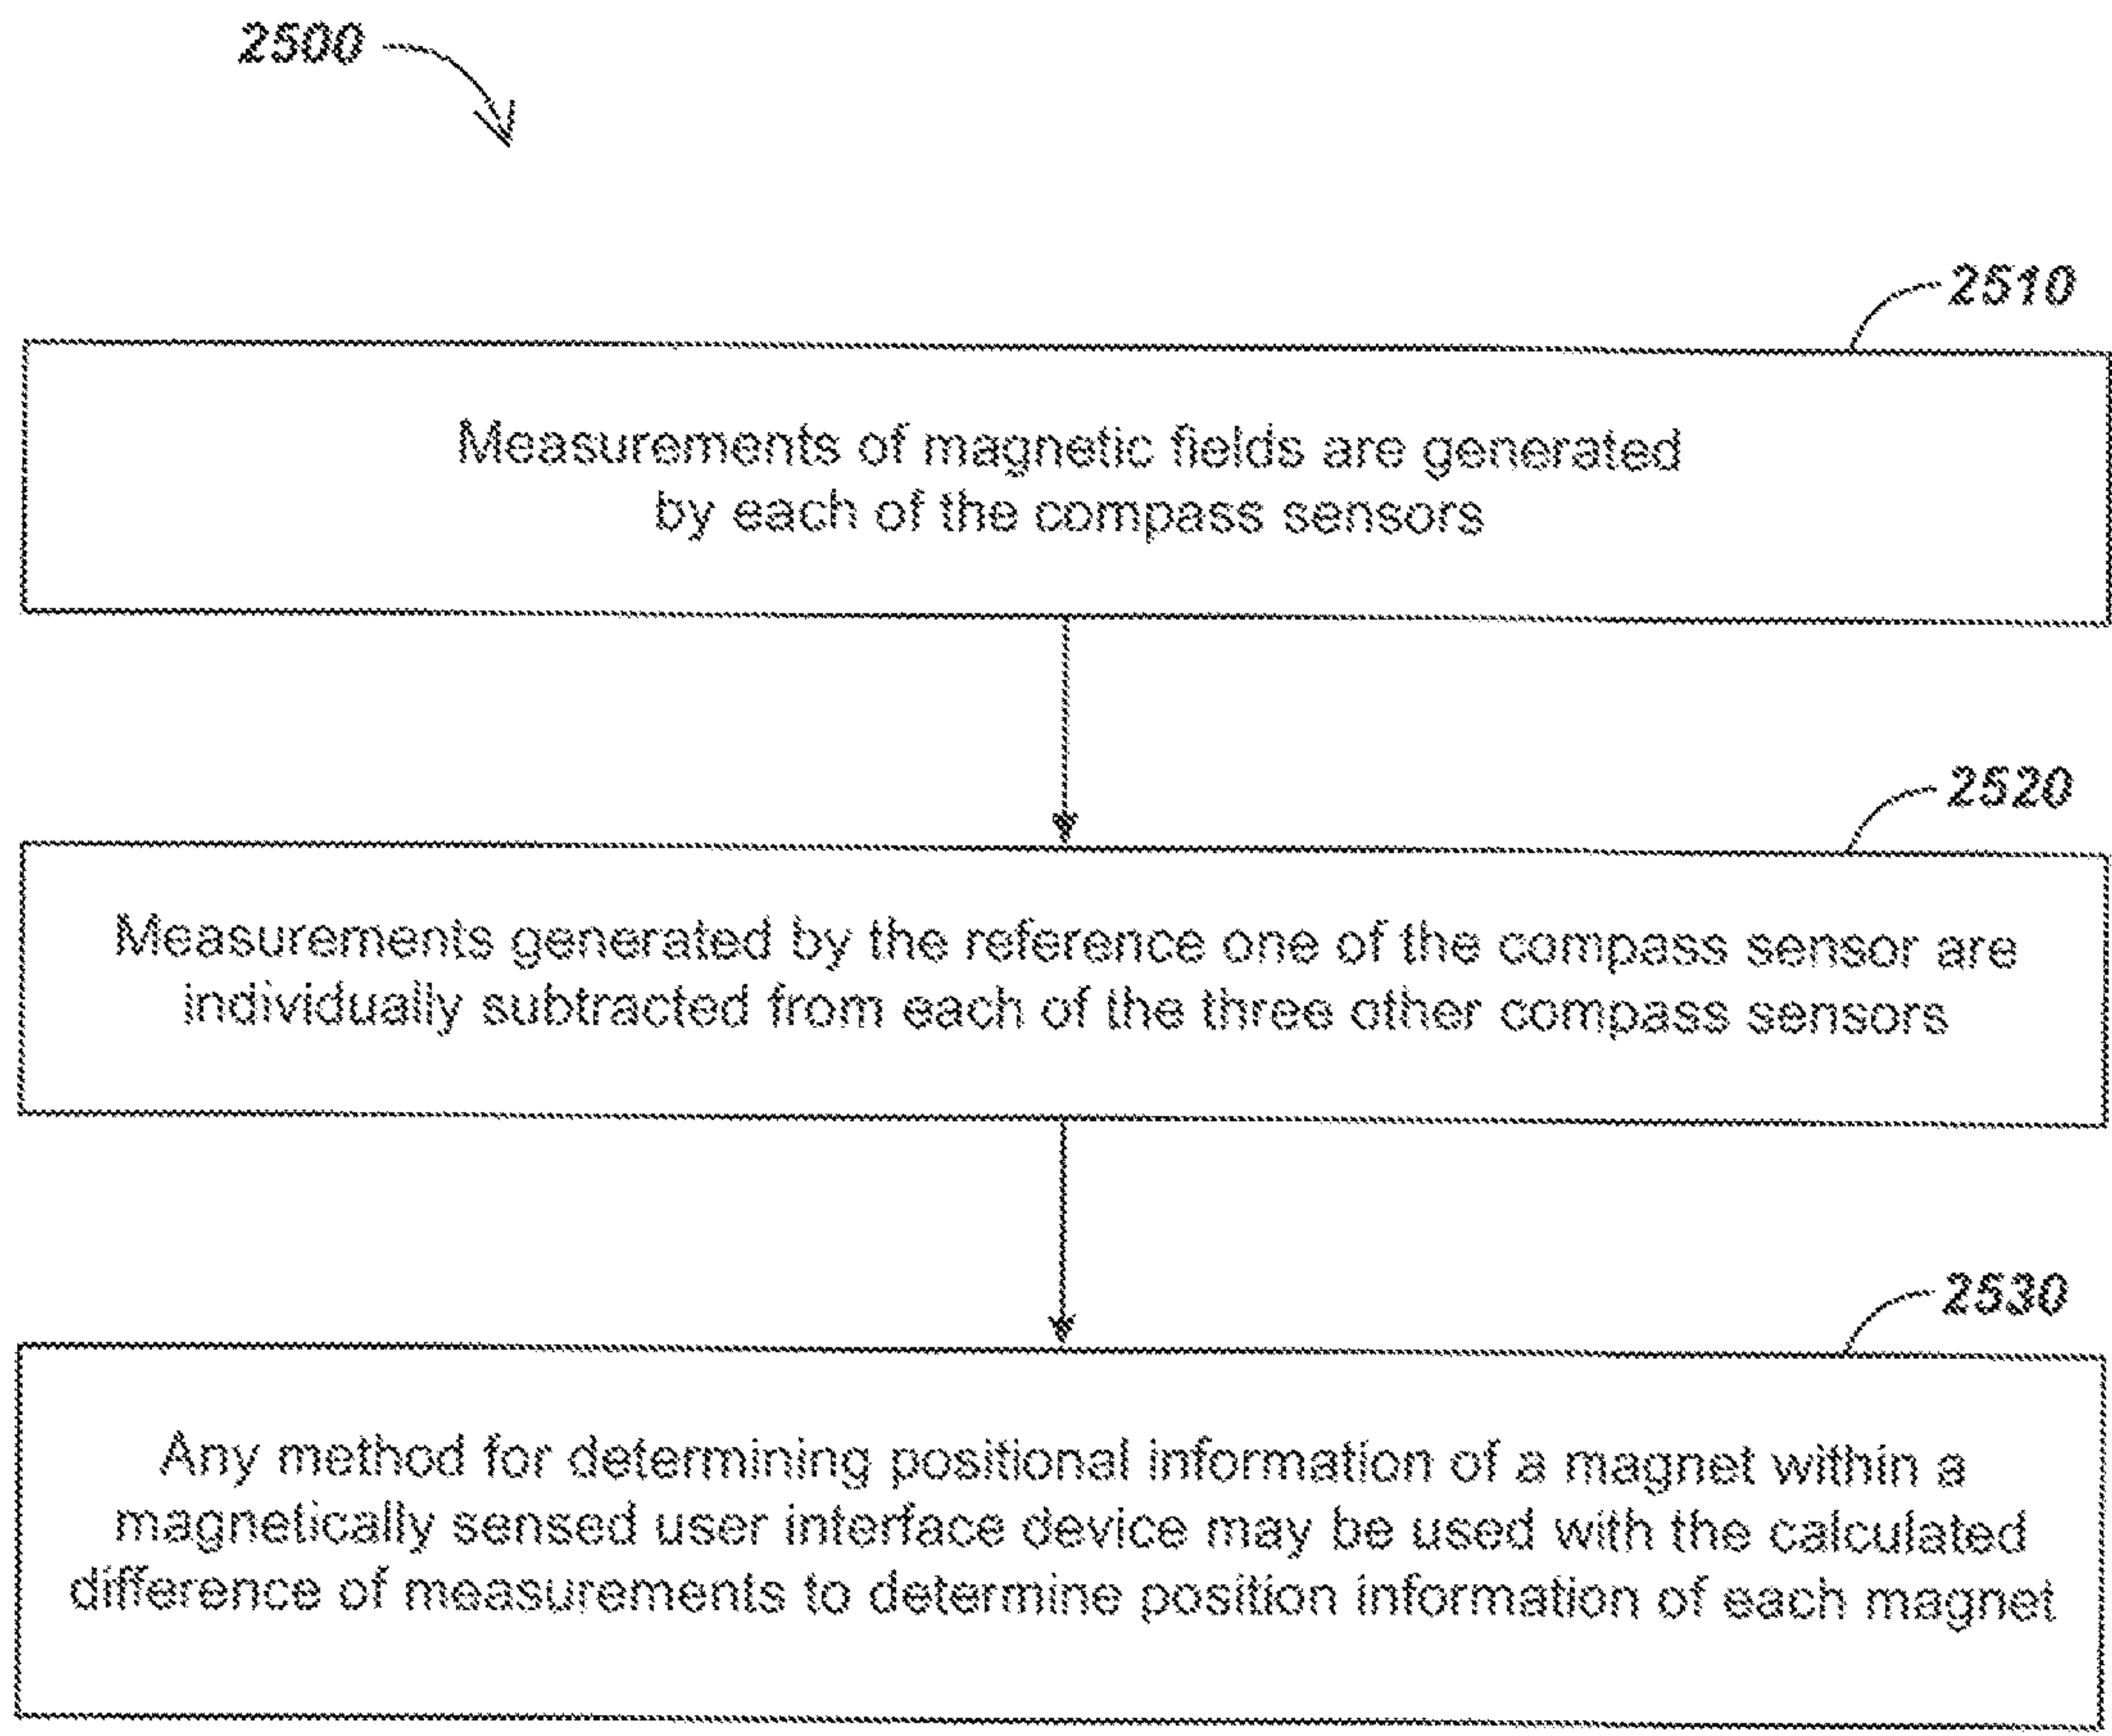 2500
2510
Measurements of magnetic fields are generated
by each of the compass sensors
2520
Measurements generated by the reference one of the compass sensor are
individually subtracted from each of the three other compass sensors
2530
Any method for determining positional information of a magnet within a
magnetically sensed user interface device may be used with the calculated
difference of measurements to determine position information of each magnet